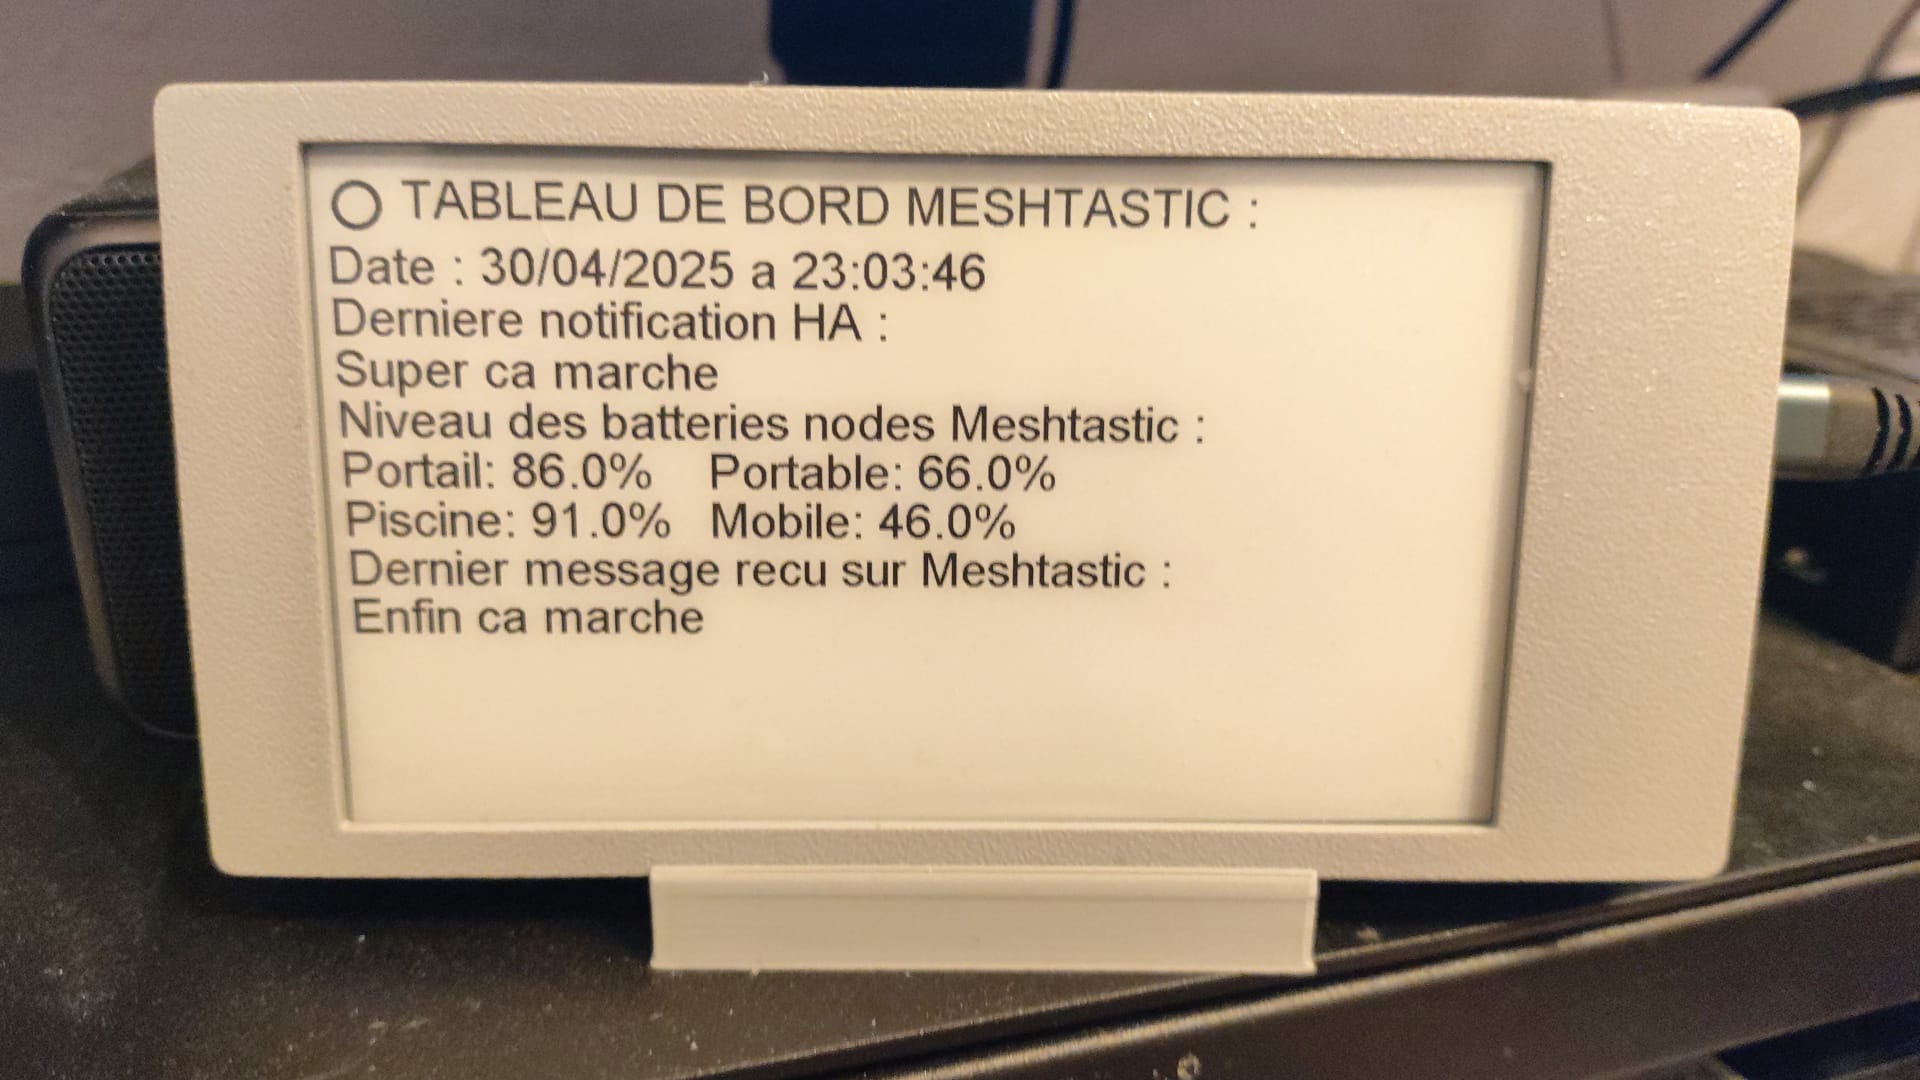 TABLEAU DE BORD MESHTASTIC :
Date : 30/04/2025 a 23:03:46
Derniere notification HA :
Super ca marche
Niveau des batteries nodes Meshtastic :
Portail: 86.0% Portable: 66.0%
Piscine: 91.0% Mobile: 46.0%
Dernier message recu sur Meshtastic :
Enfin ca marche